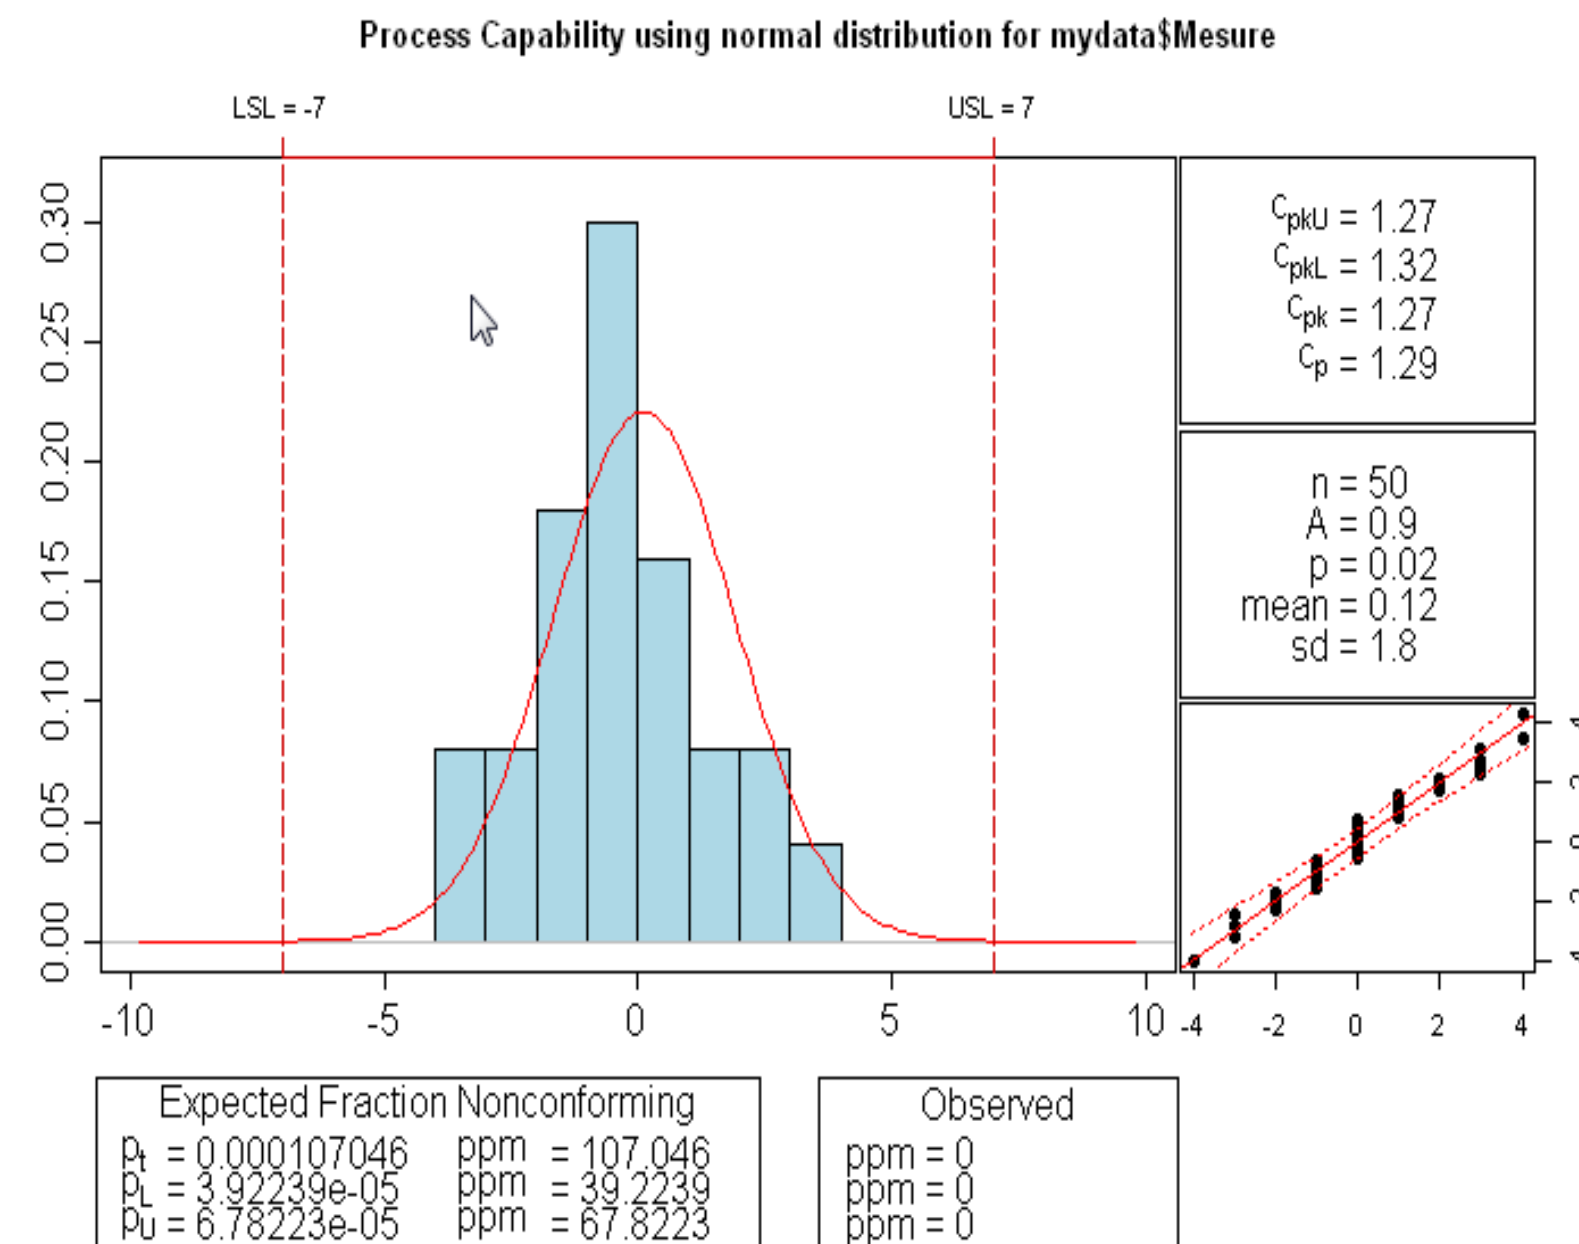 Process Capability using normal distribution for mydata$Mesure
LSL = -7
USL = 7
0.30
0.25
0.20
0.15
0.10
0.05
0.00
-10
-5
0
5
10
CpkU = 1.27
CpkL = 1.32
Cpk = 1.27
Cp = 1.29
n = 50
A = 0.9
p = 0.02
mean = 0.12
sd = 1.8
-4
-2
0
2
4
Expected Fraction Nonconforming
pt = 0.000107046 ppm = 107.046
pL = 3.92239e-05 ppm = 39.2239
pU = 6.78223e-05 ppm = 67.8223
Observed
ppm = 0
ppm = 0
ppm = 0